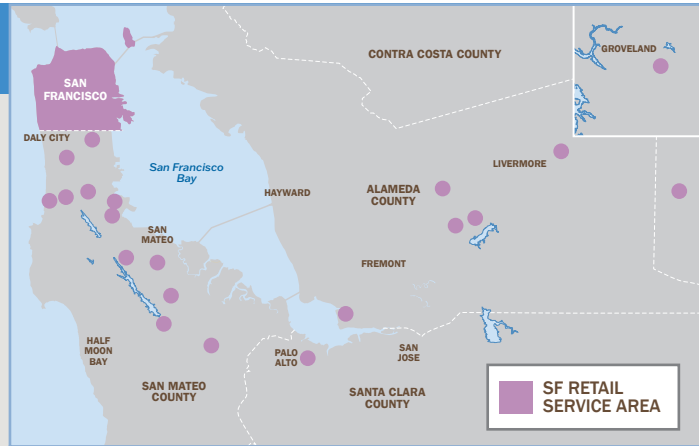 CONTRA COSTA COUNTY
GROVELAND
SAN
FRANCISCO
DALY CITY
San Francisco
Bay
LIVERMORE
HAYWARD
ALAMEDA
COUNTY
SAN
MATEO
FREMONT
HALF
MOON
BAY
PALO
ALTO
SAN
JOSE
SAN MATEO
COUNTY
SANTA CLARA
COUNTY
SF RETAIL
SERVICE AREA